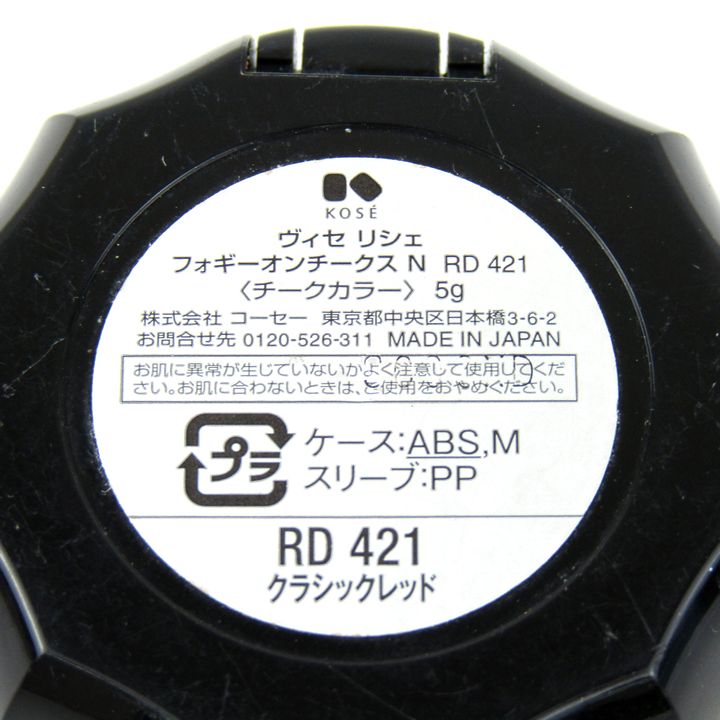 KOSÉ
ヴィセ リシェ
フォギーオンチークス N RD 421
〈チークカラー〉 5g
株式会社 コーセー 東京都中央区日本橋3-6-2
お問合せ先 0120-526-311 MADE IN JAPAN
お肌に異常が生じていないかよく注意して使用してくだ
さい。お肌に合わないときは、ご使用をおやめください。
プラ
ケース:ABS,M
スリーブ:PP
RD 421
クラシックレッド